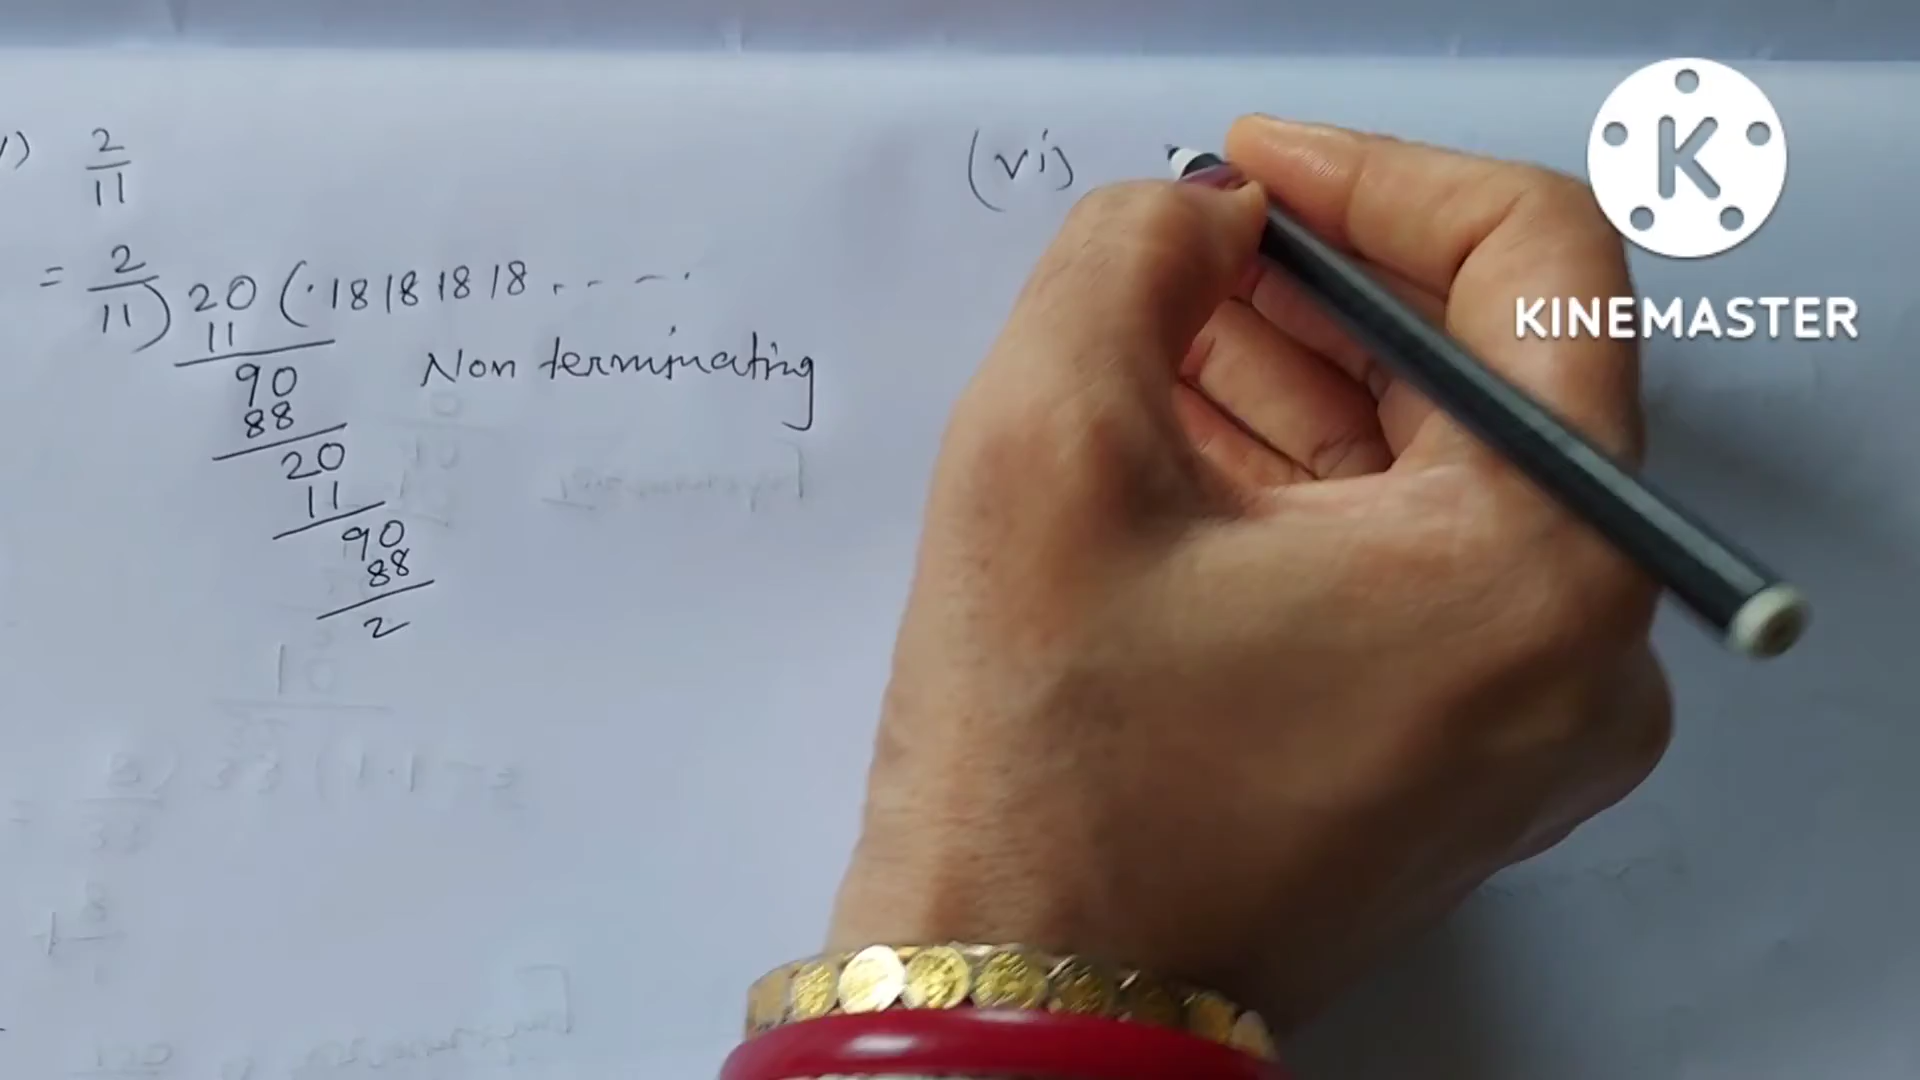 v) 2/11
= 2/11) 20 (.18181818.......
11
90
88
20
11
90
88
2
Non terminating
(vi)
K
KINEMASTER